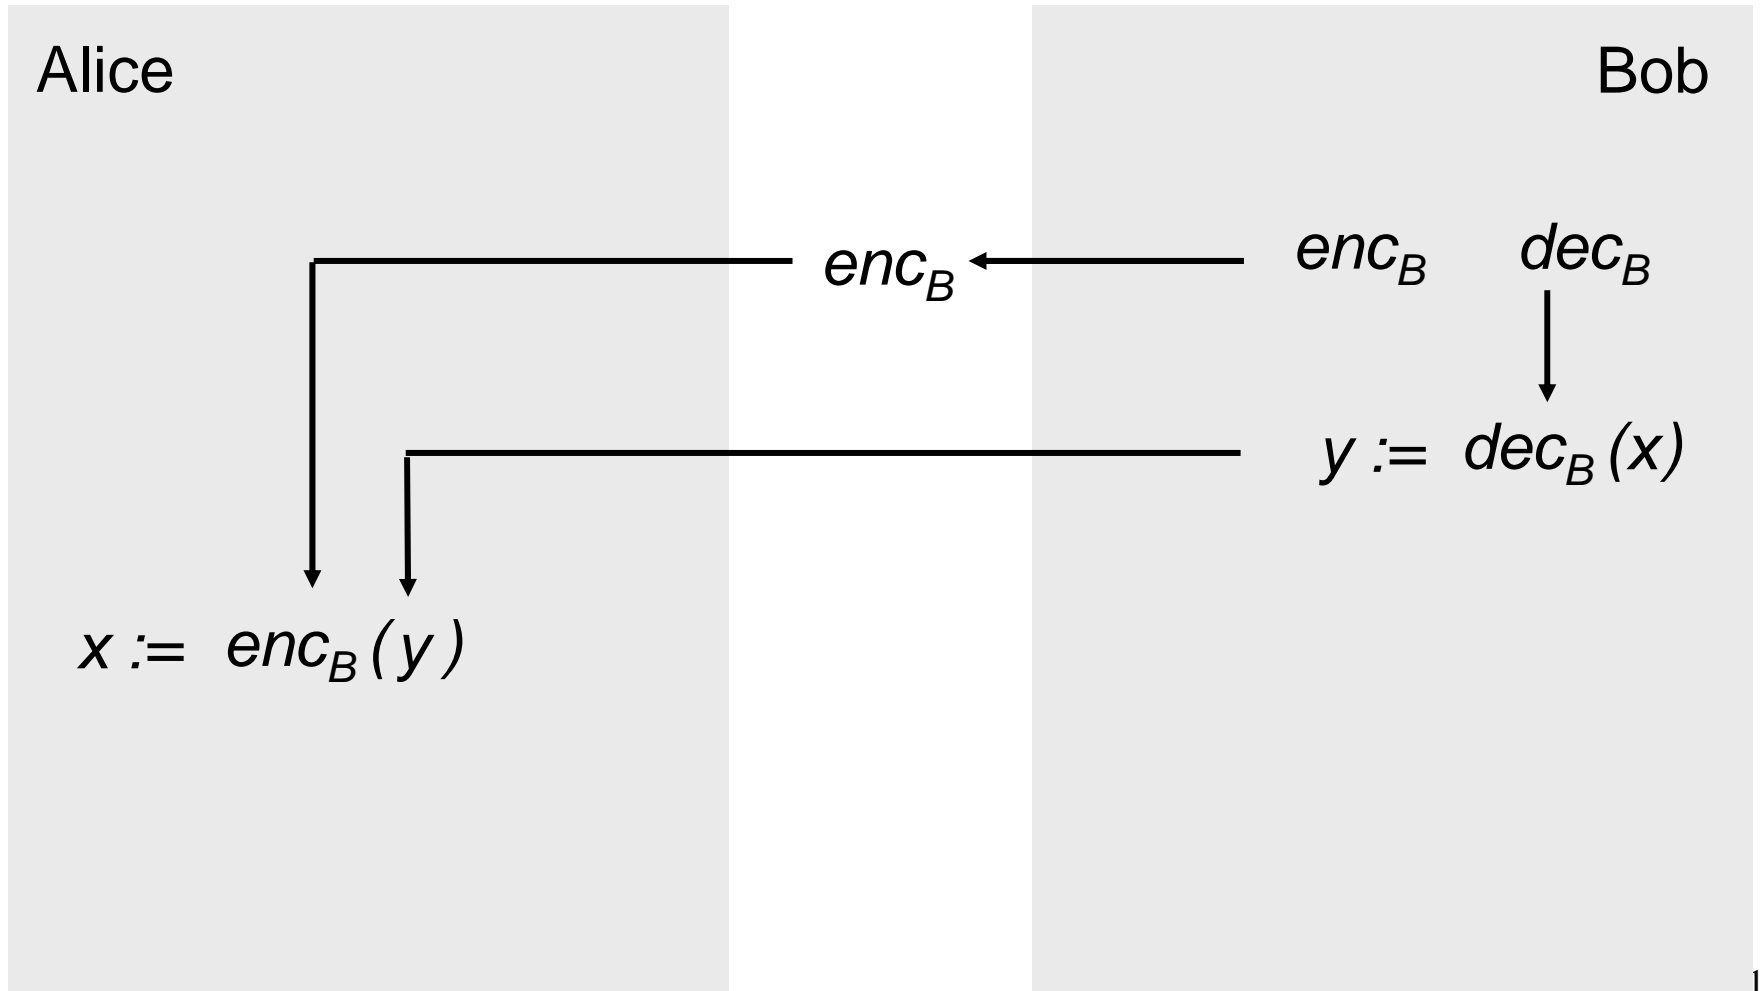 Alice
Bob
enc_B
enc_B dec_B
y := dec_B (x)
x := enc_B ( y )
1